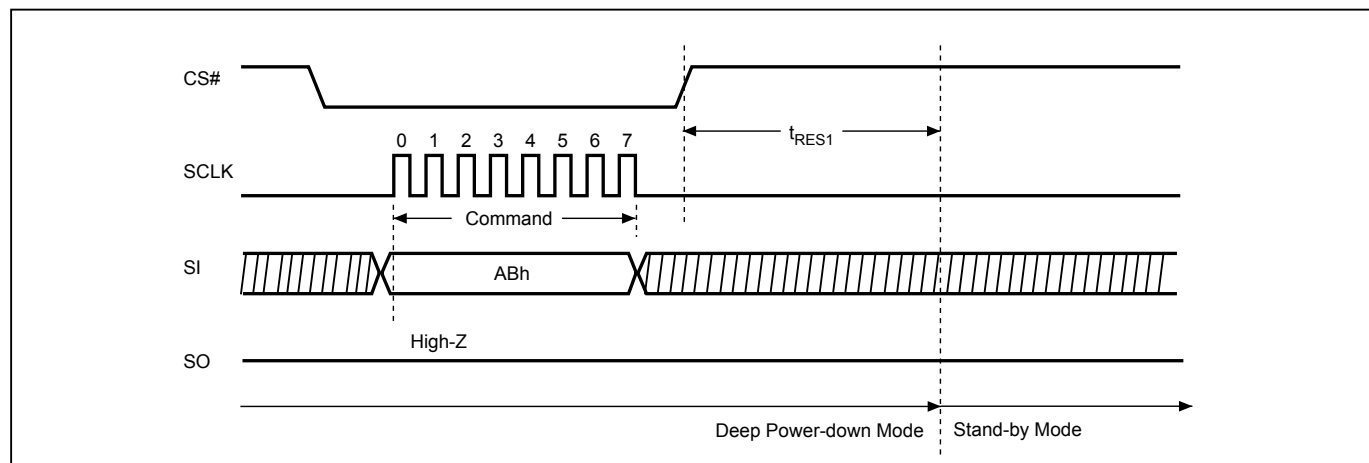 CS#
tRES1
0 1 2 3 4 5 6 7
SCLK
Command
SI
ABh
High-Z
SO
Deep Power-down Mode
Stand-by Mode